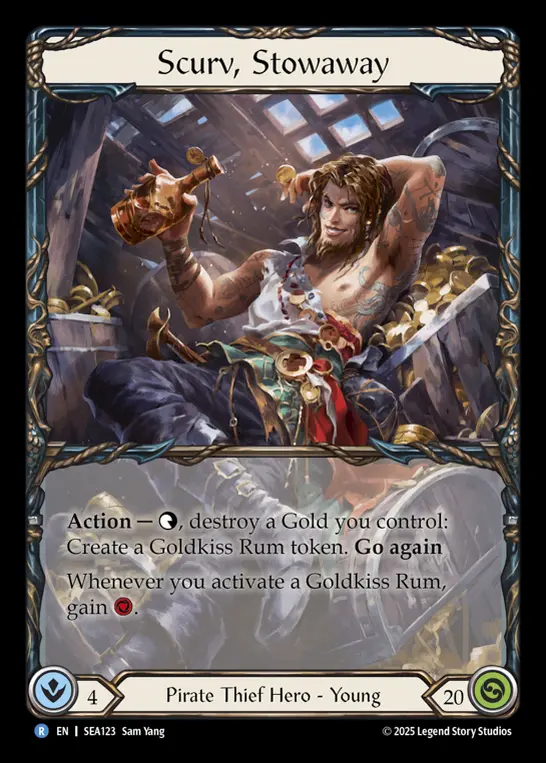 Scurv, Stowaway
Action — , destroy a Gold you control:
Create a Goldkiss Rum token. Go again
Whenever you activate a Goldkiss Rum,
gain .
4 Pirate Thief Hero - Young 20
R EN | SEA123 Sam Yang © 2025 Legend Story Studios